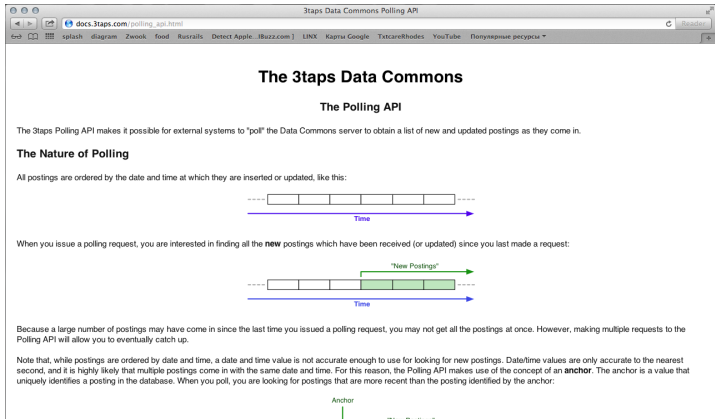 3taps Data Commons Polling API
docs.3taps.com/polling_api.html
Reader
splash diagram Zwook food Rusrails Detect Apple...IBuzz.com] LINX Карты Google TxtcareRhodes YouTube Популярные ресурсы
The 3taps Data Commons
The Polling API
The 3taps Polling API makes it possible for external systems to "poll" the Data Commons server to obtain a list of new and updated postings as they come in.
The Nature of Polling
All postings are ordered by the date and time at which they are inserted or updated, like this:
Time
When you issue a polling request, you are interested in finding all the new postings which have been received (or updated) since you last made a request:
"New Postings"
Time
Because a large number of postings may have come in since the last time you issued a polling request, you may not get all the postings at once. However, making multiple requests to the
Polling API will allow you to eventually catch up.
Note that, while postings are ordered by date and time, a date and time value is not accurate enough to use for looking for new postings. Date/time values are only accurate to the nearest
second, and it is highly likely that multiple postings come in with the same date and time. For this reason, the Polling API makes use of the concept of an anchor. The anchor is a value that
uniquely identifies a posting in the database. When you poll, you are looking for postings that are more recent than the posting identified by the anchor:
Anchor